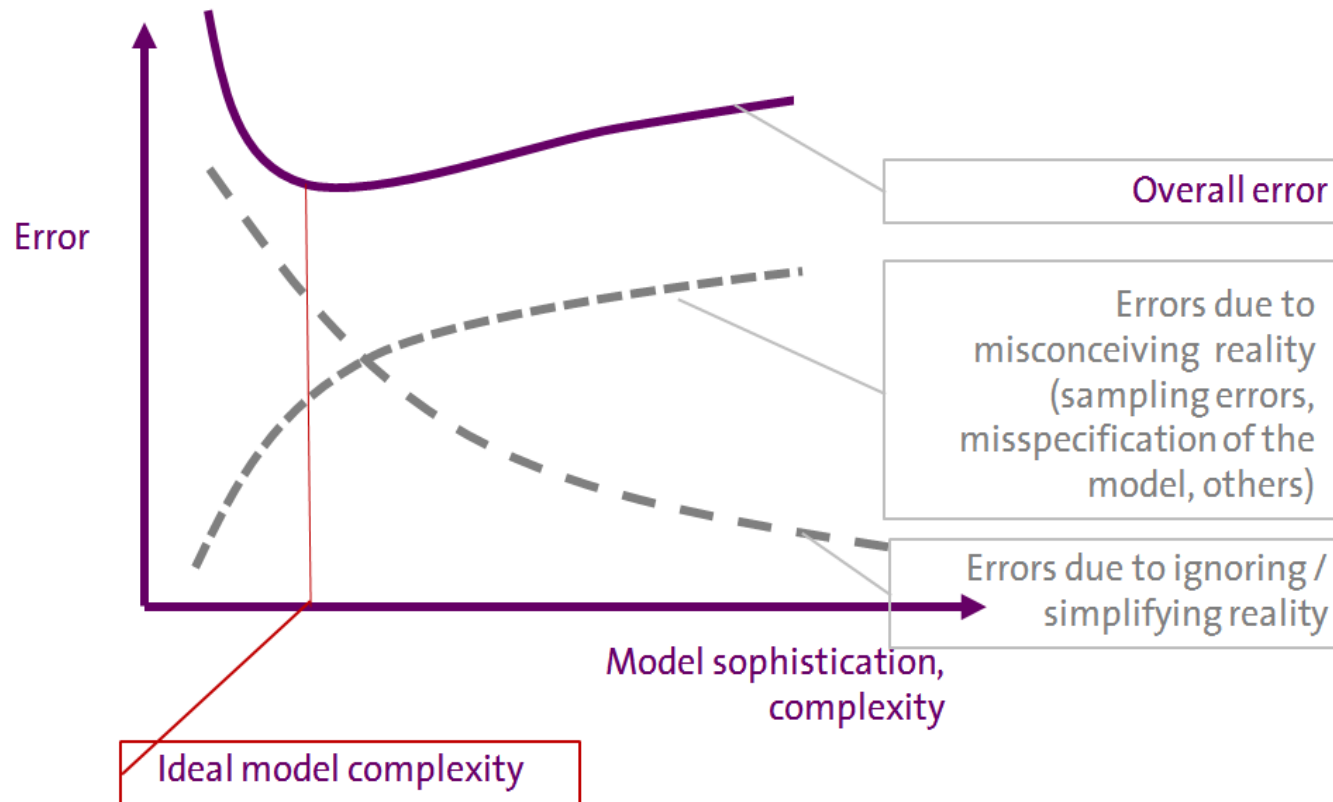 Error
Overall error
Errors due to
misconceiving reality
(sampling errors,
misspecification of the
model, others)
Errors due to ignoring /
simplifying reality
Model sophistication,
complexity
Ideal model complexity